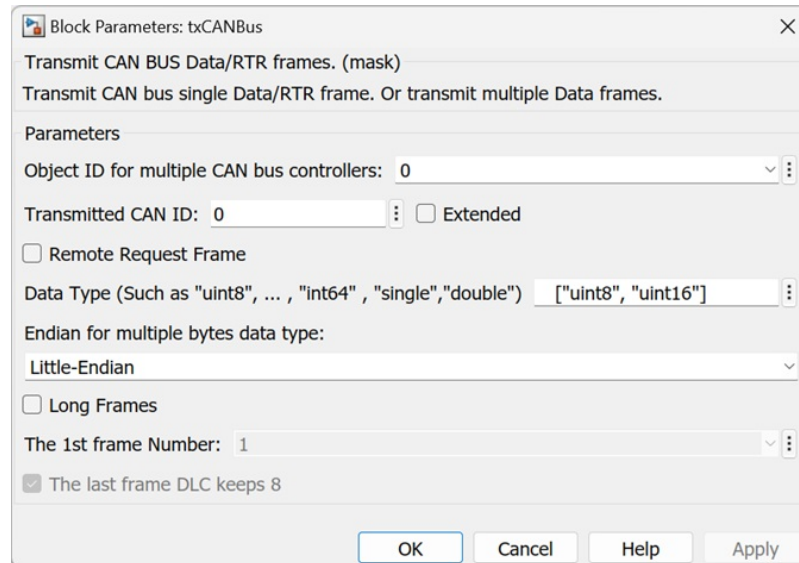 Block Parameters: txCANBus
Transmit CAN BUS Data/RTR frames. (mask)
Transmit CAN bus single Data/RTR frame. Or transmit multiple Data frames.
Parameters
Object ID for multiple CAN bus controllers: 0
Transmitted CAN ID: 0 Extended
Remote Request Frame
Data Type (Such as "uint8", ... , "int64" , "single","double") ["uint8", "uint16"]
Endian for multiple bytes data type:
Little-Endian
Long Frames
The 1st frame Number: 1
The last frame DLC keeps 8
OK Cancel Help Apply